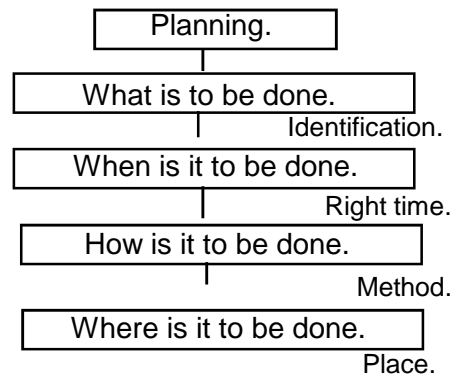 Planning.
What is to be done.
Identification.
When is it to be done.
Right time.
How is it to be done.
Method.
Where is it to be done.
Place.